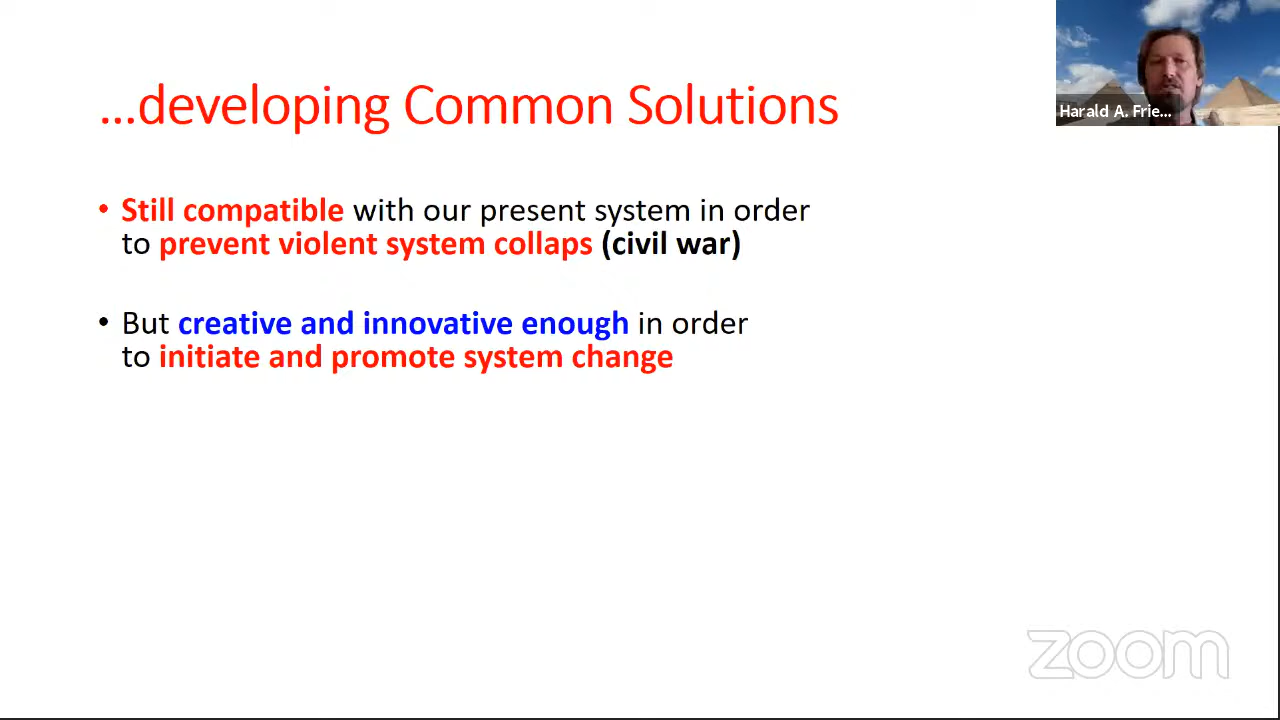 ...developing Common Solutions
Harald A. Frie...
• Still compatible with our present system in order
to prevent violent system collaps (civil war)
• But creative and innovative enough in order
to initiate and promote system change
zoom